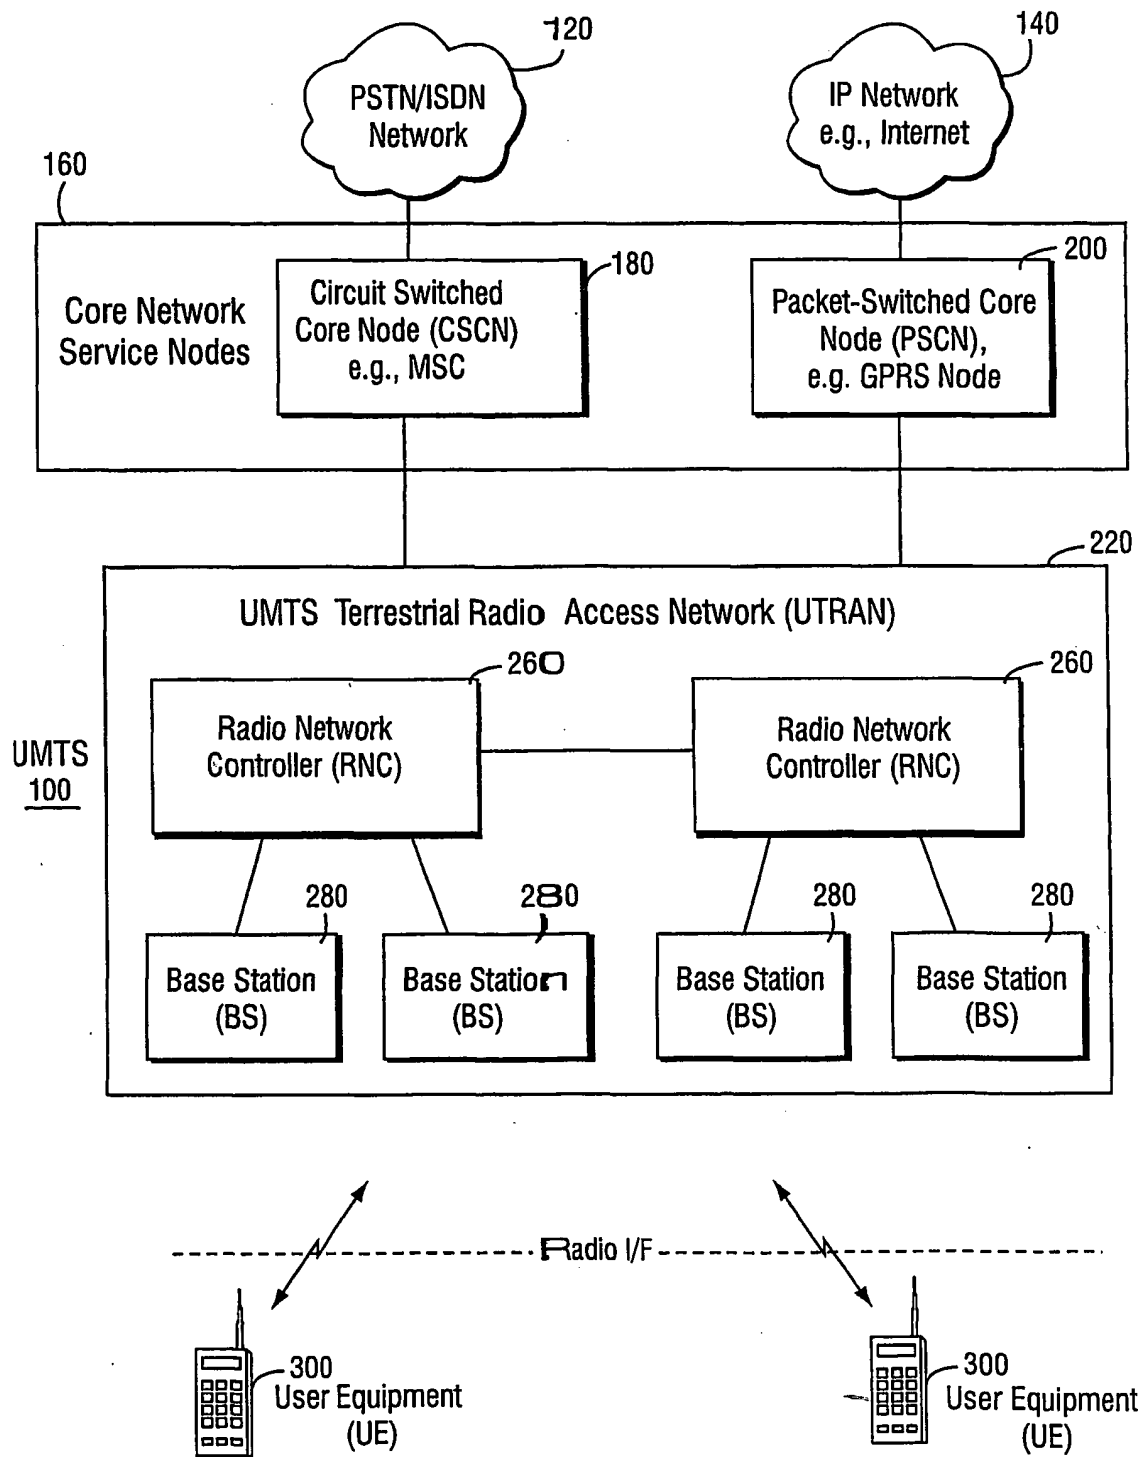 120
140
PSTN/ISDN
Network
IP Network
e.g., Internet
160
180
200
Core Network
Service Nodes
Circuit Switched
Core Node (CSCN)
e.g., MSC
Packet-Switched Core
Node (PSCN),
e.g. GPRS Node
220
UMTS Terrestrial Radio Access Network (UTRAN)
260
260
Radio Network
Controller (RNC)
Radio Network
Controller (RNC)
UMTS
100
280
280
280
280
Base Station
(BS)
Base Station
(BS)
Base Station
(BS)
Base Station
(BS)
Radio I/F
300
User Equipment
(UE)
300
User Equipment
(UE)